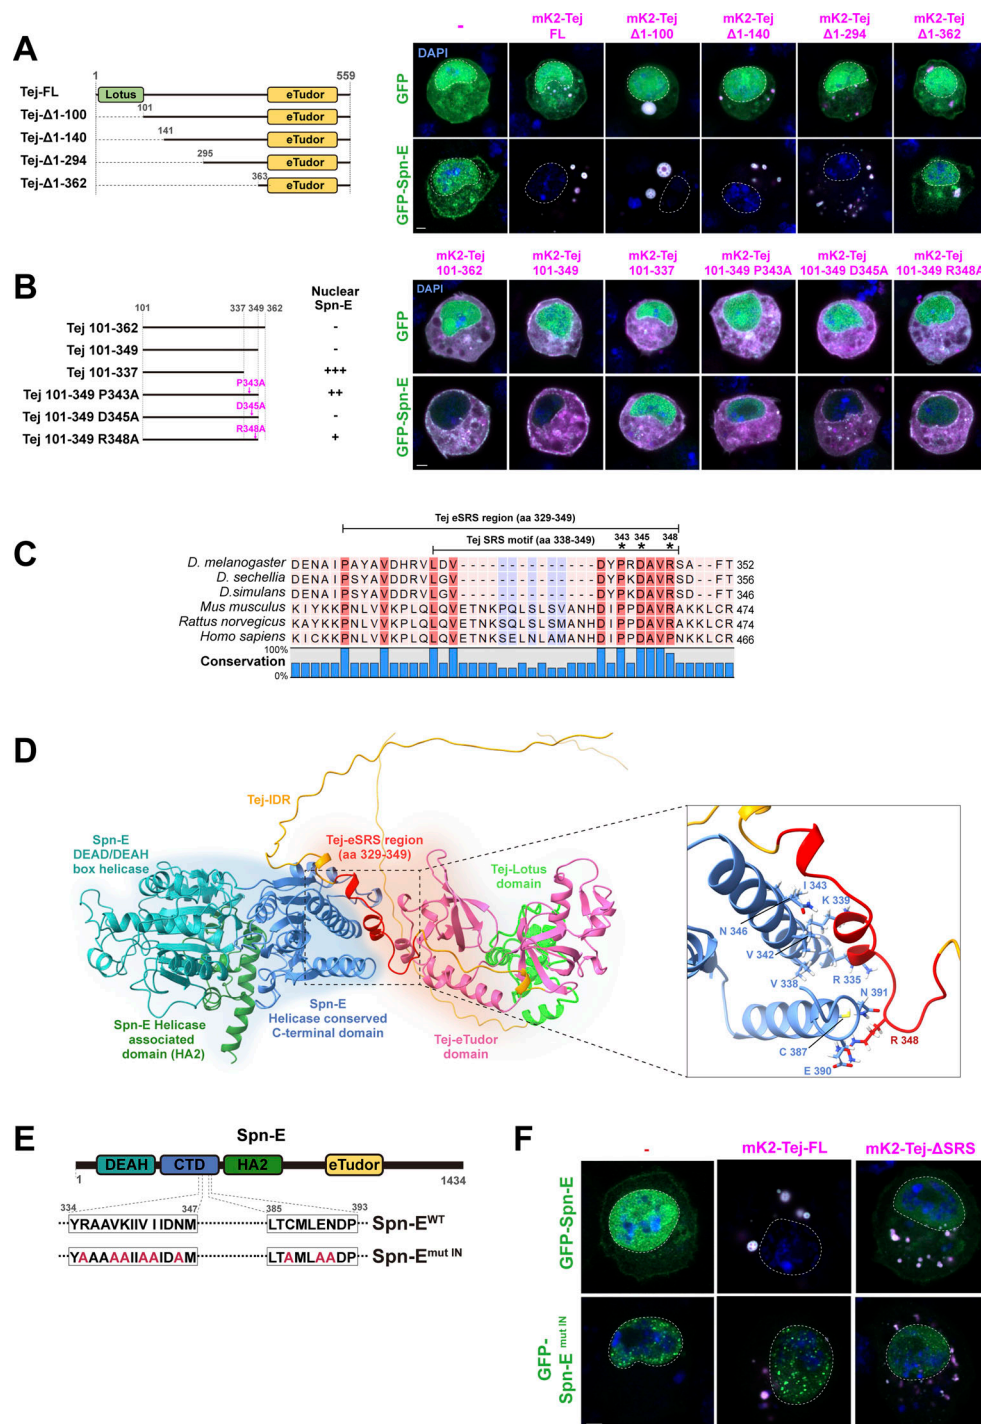 A
1
559
Tej-FL
Lotus
eTudor
Tej-Δ1-100
101
eTudor
Tej-Δ1-140
141
eTudor
Tej-Δ1-294
295
eTudor
Tej-Δ1-362
363
eTudor
-
mK2-Tej
FL
mK2-Tej
Δ1-100
mK2-Tej
Δ1-140
mK2-Tej
Δ1-294
mK2-Tej
Δ1-362
DAPI
GFP
GFP-Spn-E
B
Nuclear
Spn-E
101
337
349
362
Tej 101-362
-
Tej 101-349
-
Tej 101-337
+++
P343A
Tej 101-349 P343A
++
D345A
Tej 101-349 D345A
-
R348A
Tej 101-349 R348A
+
mK2-Tej
101-362
mK2-Tej
101-349
mK2-Tej
101-337
mK2-Tej
101-349 P343A
mK2-Tej
101-349 D345A
mK2-Tej
101-349 R348A
DAPI
GFP
GFP-Spn-E
C
Tej eSRS region (aa 329-349)
Tej SRS motif (aa 338-349)
343 345 348
* * *
D. melanogaster DENAIPAYAVDHRVLDV--------------DYPRDAVRSA--FT 352
D. sechellia DENAIPAYAVDDRVLGV--------------DYPKDAVRSA--FT 356
D.simulans DENAIPAYAVDDRVLGV--------------DYPRDAVRSA--FT 346
Mus musculus KIYKKPNLVVKPLQLQVETNKPQLSLSVANHDIPPDAVRAKKLCR 474
Rattus norvegicus KAYKKPNLVVKPLQLQVETNKSQLSLSMANHDIPPDAVRAKKLCR 474
Homo sapiens KICKKPNLVVKPLQLQVETNKSELNLAMANHDIPPDAVPNKKLCR 466
100%
Conservation
0%
D
Tej-IDR
Spn-E
DEAD/DEAH
box helicase
Tej-eSRS region
(aa 329-349)
Tej-Lotus
domain
Spn-E Helicase
associated
domain (HA2)
Spn-E
Helicase conserved
C-terminal domain
Tej-eTudor
domain
I 343
K 339
N 346
V 342
V 338
R 335
N 391
C 387
R 348
E 390
E
Spn-E
DEAH
CTD
HA2
eTudor
1
1434
334
347
385
393
YRAAVKIIVIIDNM
LTCMLENDP
Spn-E WT
YAAAAAIIAAIDAM
LTAMLAADP
Spn-E mut IN
F
-
mK2-Tej-FL
mK2-Tej-ΔSRS
GFP-Spn-E
GFP-
Spn-E mut IN